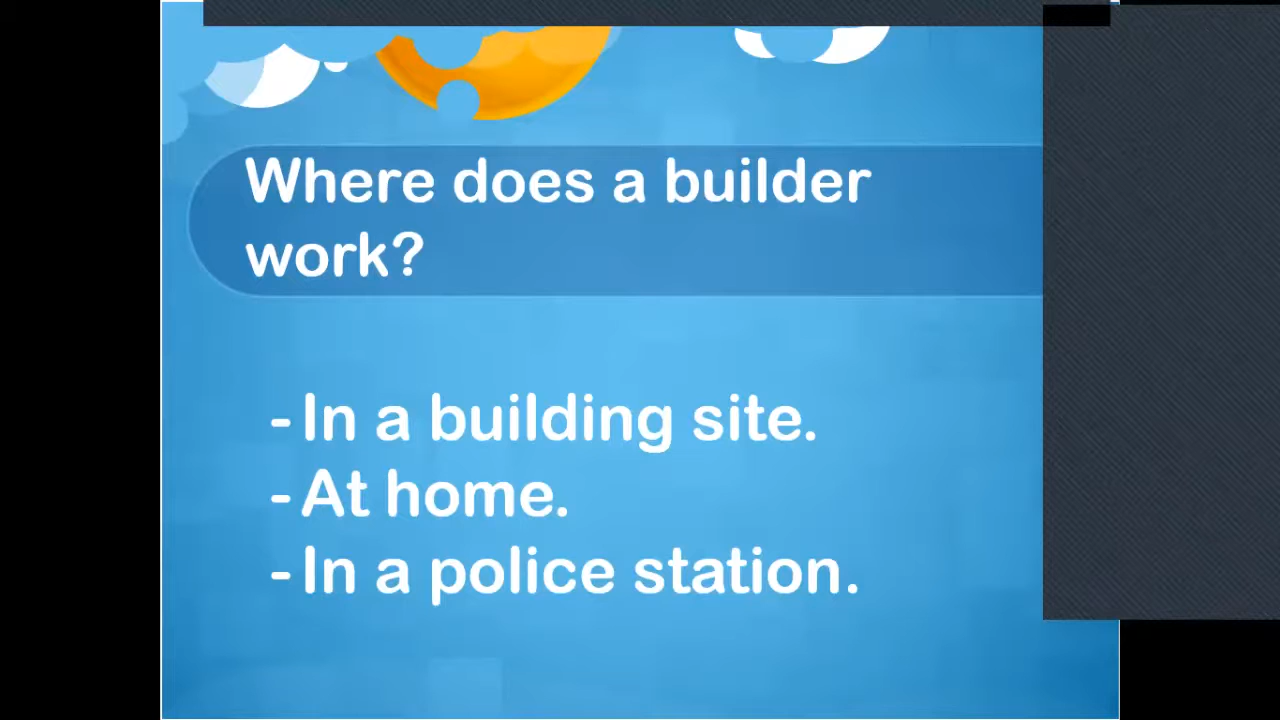 Where does a builder
work?
- In a building site.
- At home.
- In a police station.